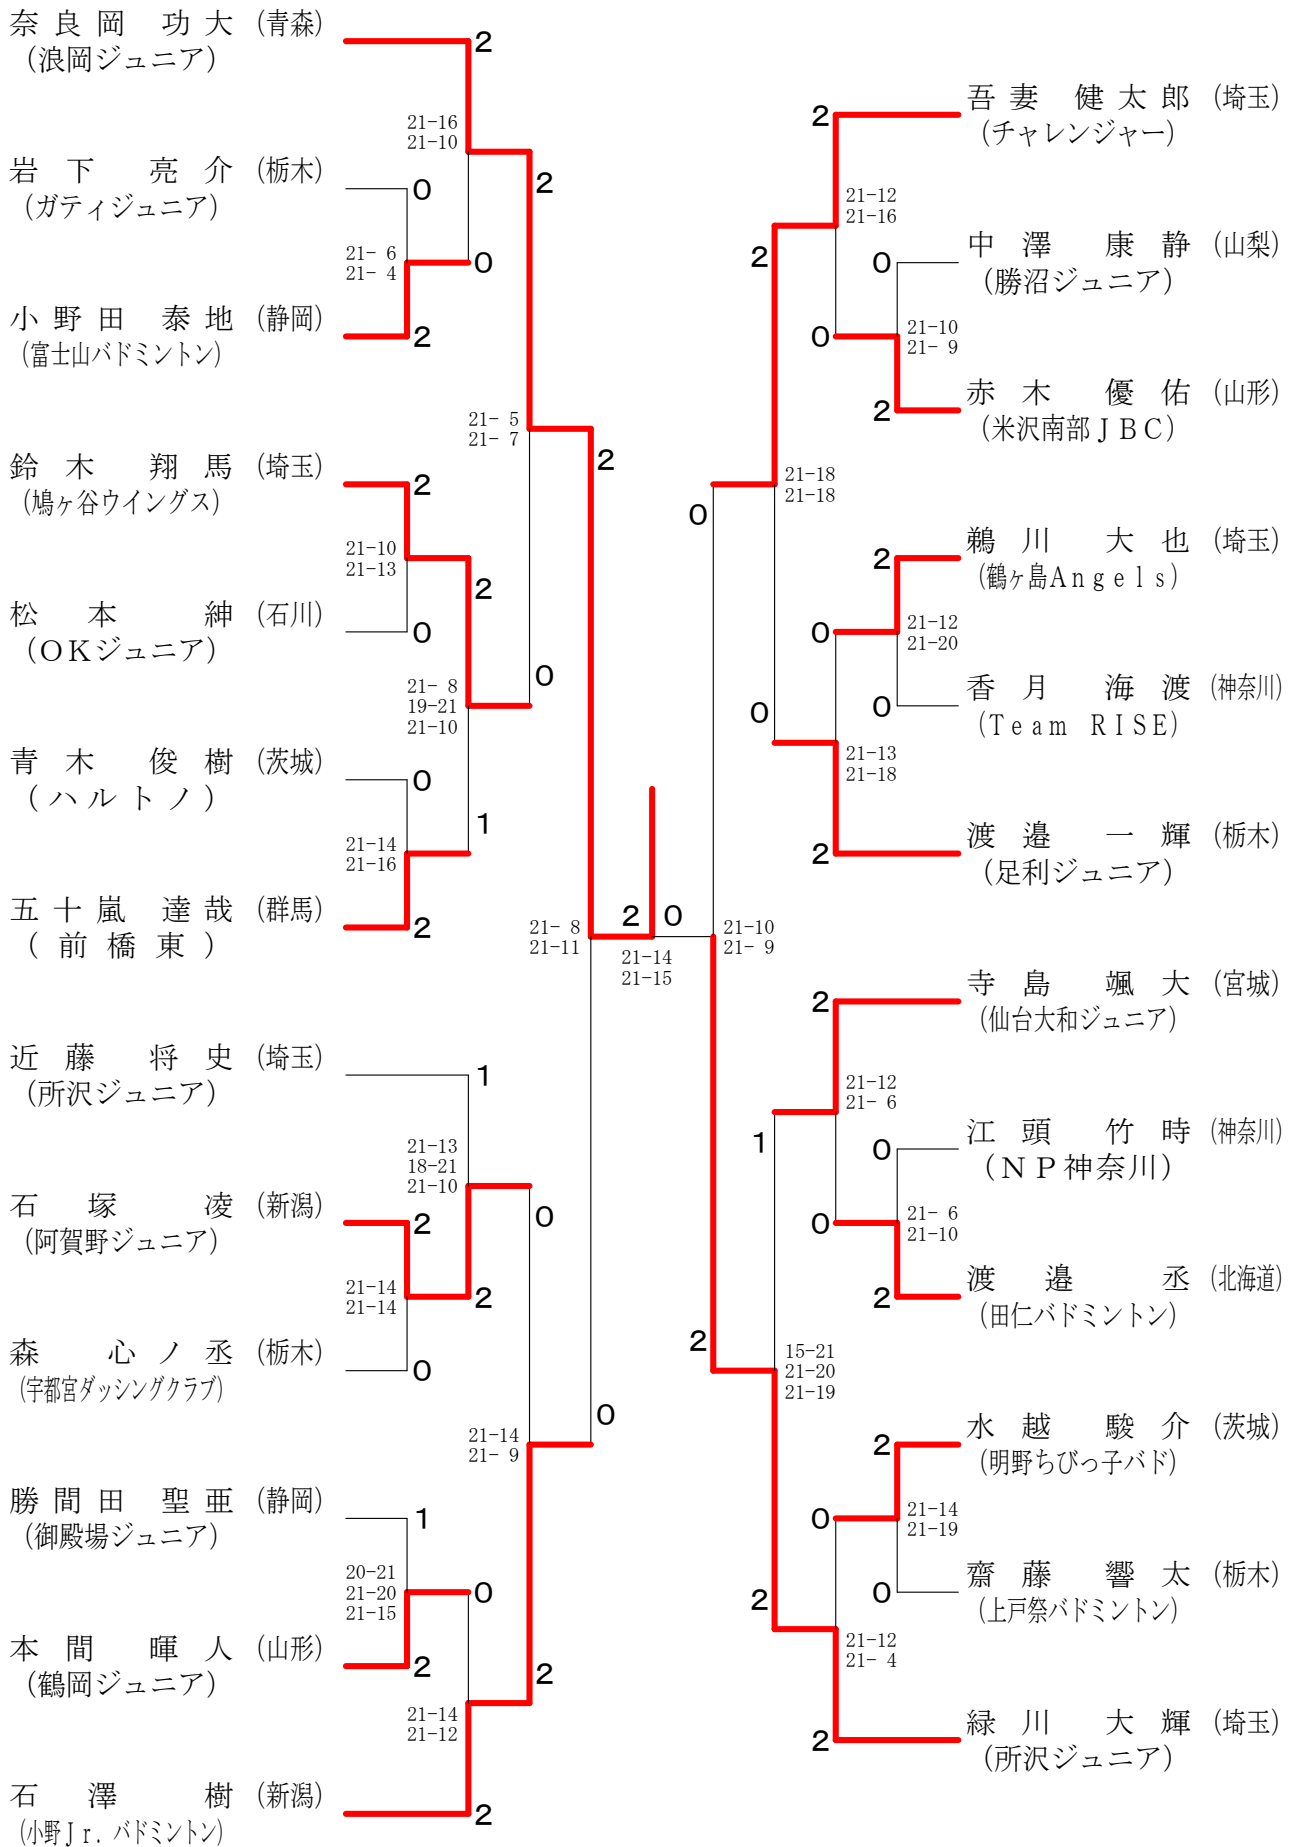 奈良岡 功大 (青森)
(浪岡ジュニア)
2
21-16
21-10
岩下 亮介 (栃木)
(ガティジュニア)
0
2
21- 6
21- 4
0
小野田 泰地 (静岡)
(富士山バドミントン)
2
21- 5
21- 7
2
鈴木 翔馬 (埼玉)
(鳩ヶ谷ウイングス)
2
21-10
21-13
2
松本 紳 (石川)
(OKジュニア)
0
0
21- 8
19-21
21-10
青木 俊樹 (茨城)
(ハルトノ)
0
1
21-14
21-16
五十嵐 達哉 (群馬)
(前橋東)
2
21- 8
21-11
2
0
21-14
21-15
近藤 将史 (埼玉)
(所沢ジュニア)
1
21-13
18-21
21-10
石塚 凌 (新潟)
(阿賀野ジュニア)
2
0
21-14
21-14
2
森 心ノ丞 (栃木)
(宇都宮ダッシングクラブ)
0
21-14
21- 9
0
勝間田 聖亜 (静岡)
(御殿場ジュニア)
1
20-21
21-20
21-15
0
本間 暉人 (山形)
(鶴岡ジュニア)
2
2
21-14
21-12
石澤 樹 (新潟)
(小野Jr.バドミントン)
2
2
吾妻 健太郎 (埼玉)
(チャレンジャー)
21-12
21-16
2
0
中澤 康静 (山梨)
(勝沼ジュニア)
0
21-10
21- 9
2
赤木 優佑 (山形)
(米沢南部JBC)
21-18
21-18
0
2
鵜川 大也 (埼玉)
(鶴ヶ島Angels)
0
21-12
21-20
0
香月 海渡 (神奈川)
(Team RISE)
0
21-13
21-18
2
渡邉 一輝 (栃木)
(足利ジュニア)
21-10
21- 9
2
寺島 颯大 (宮城)
(仙台大和ジュニア)
21-12
21- 6
1
0
江頭 竹時 (神奈川)
(NP神奈川)
0
21- 6
21-10
2
渡邉 丞 (北海道)
(田仁バドミントン)
2
15-21
21-20
21-19
2
水越 駿介 (茨城)
(明野ちびっ子バド)
0
21-14
21-19
0
齋藤 響太 (栃木)
(上戸祭バドミントン)
2
21-12
21- 4
2
緑川 大輝 (埼玉)
(所沢ジュニア)